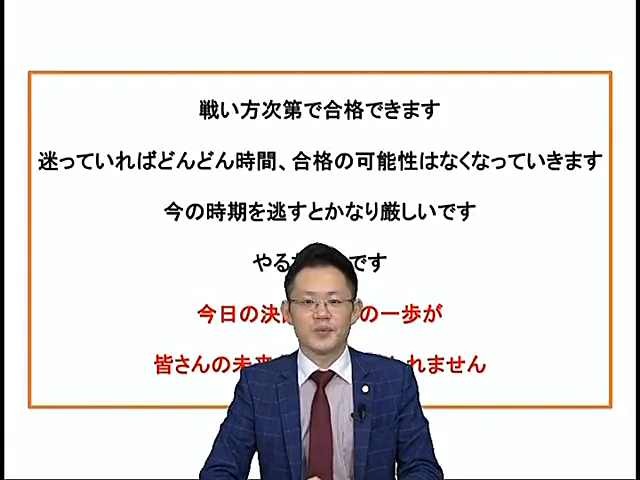 戦い方次第で合格できます
迷っていればどんどん時間、合格の可能性はなくなっていきます
今の時期を逃すとかなり厳しいです
やる です
今日の決 の一歩が
皆さんの未来 れません